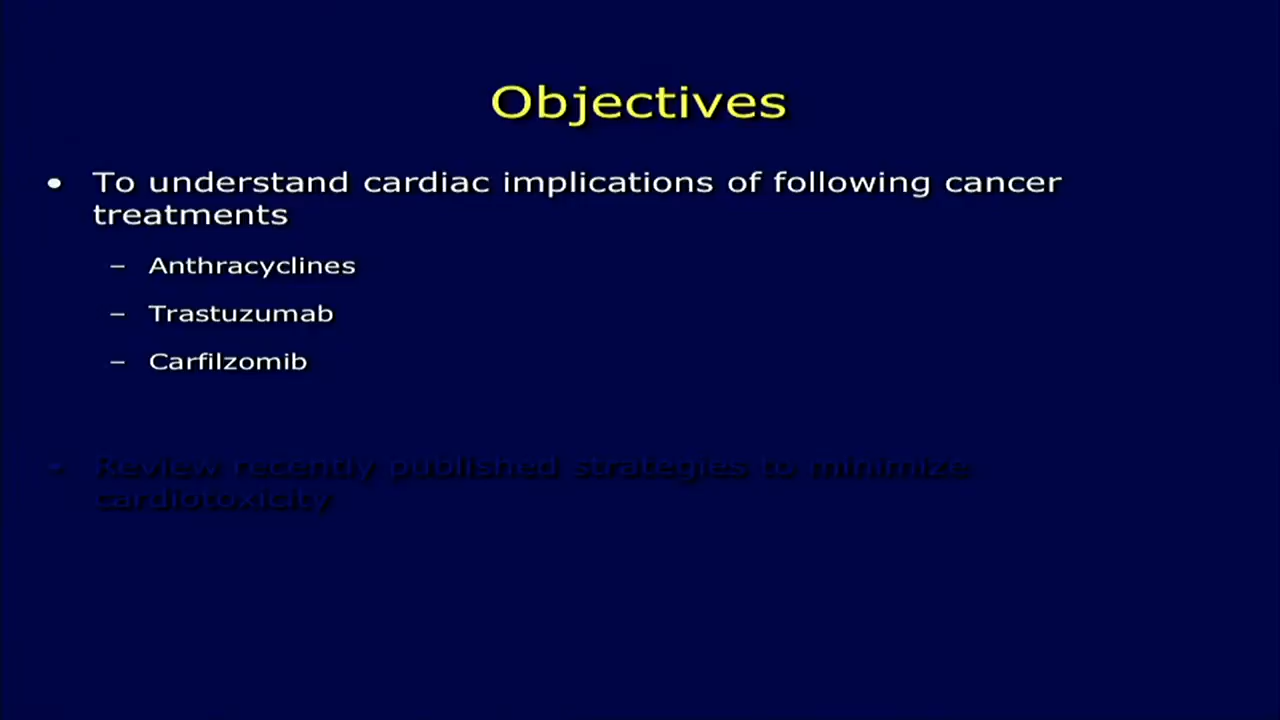 Objectives
• To understand cardiac implications of following cancer
treatments
– Anthracyclines
– Trastuzumab
– Carfilzomib
• Review recently published strategies to minimize
cardiotoxicity